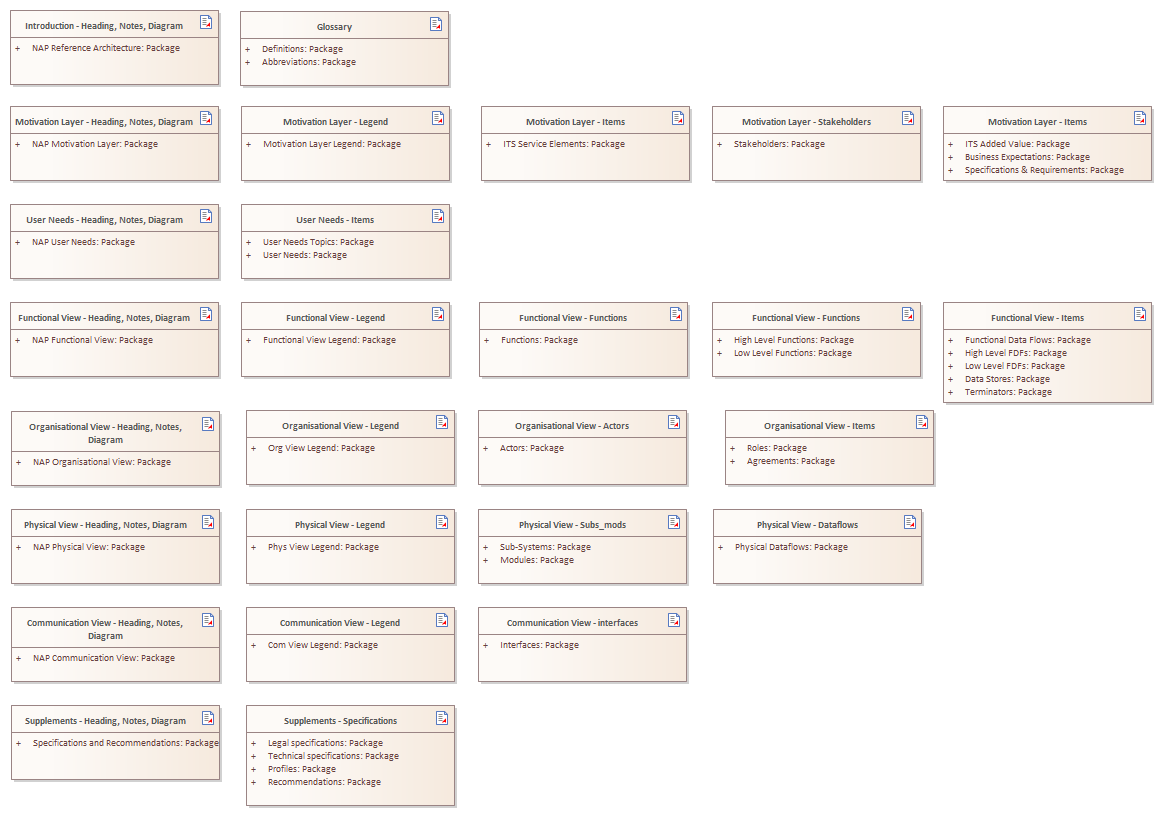 Introduction - Heading, Notes, Diagram
+ NAP Reference Architecture: Package
Glossary
+ Definitions: Package
+ Abbreviations: Package
Motivation Layer - Heading, Notes, Diagram
+ NAP Motivation Layer: Package
Motivation Layer - Legend
+ Motivation Layer Legend: Package
Motivation Layer - Items
+ ITS Service Elements: Package
Motivation Layer - Stakeholders
+ Stakeholders: Package
Motivation Layer - Items
+ ITS Added Value: Package
+ Business Expectations: Package
+ Specifications & Requirements: Package
User Needs - Heading, Notes, Diagram
+ NAP User Needs: Package
User Needs - Items
+ User Needs Topics: Package
+ User Needs: Package
Functional View - Heading, Notes, Diagram
+ NAP Functional View: Package
Functional View - Legend
+ Functional View Legend: Package
Functional View - Functions
+ Functions: Package
Functional View - Functions
+ High Level Functions: Package
+ Low Level Functions: Package
Functional View - Items
+ Functional Data Flows: Package
+ High Level FDFs: Package
+ Low Level FDFs: Package
+ Data Stores: Package
+ Terminators: Package
Organisational View - Heading, Notes,
Diagram
+ NAP Organisational View: Package
Organisational View - Legend
+ Org View Legend: Package
Organisational View - Actors
+ Actors: Package
Organisational View - Items
+ Roles: Package
+ Agreements: Package
Physical View - Heading, Notes, Diagram
+ NAP Physical View: Package
Physical View - Legend
+ Phys View Legend: Package
Physical View - Subs_mods
+ Sub-Systems: Package
+ Modules: Package
Physical View - Dataflows
+ Physical Dataflows: Package
Communication View - Heading, Notes,
Diagram
+ NAP Communication View: Package
Communication View - Legend
+ Com View Legend: Package
Communication View - interfaces
+ Interfaces: Package
Supplements - Heading, Notes, Diagram
+ Specifications and Recommendations: Package
Supplements - Specifications
+ Legal specifications: Package
+ Technical specifications: Package
+ Profiles: Package
+ Recommendations: Package